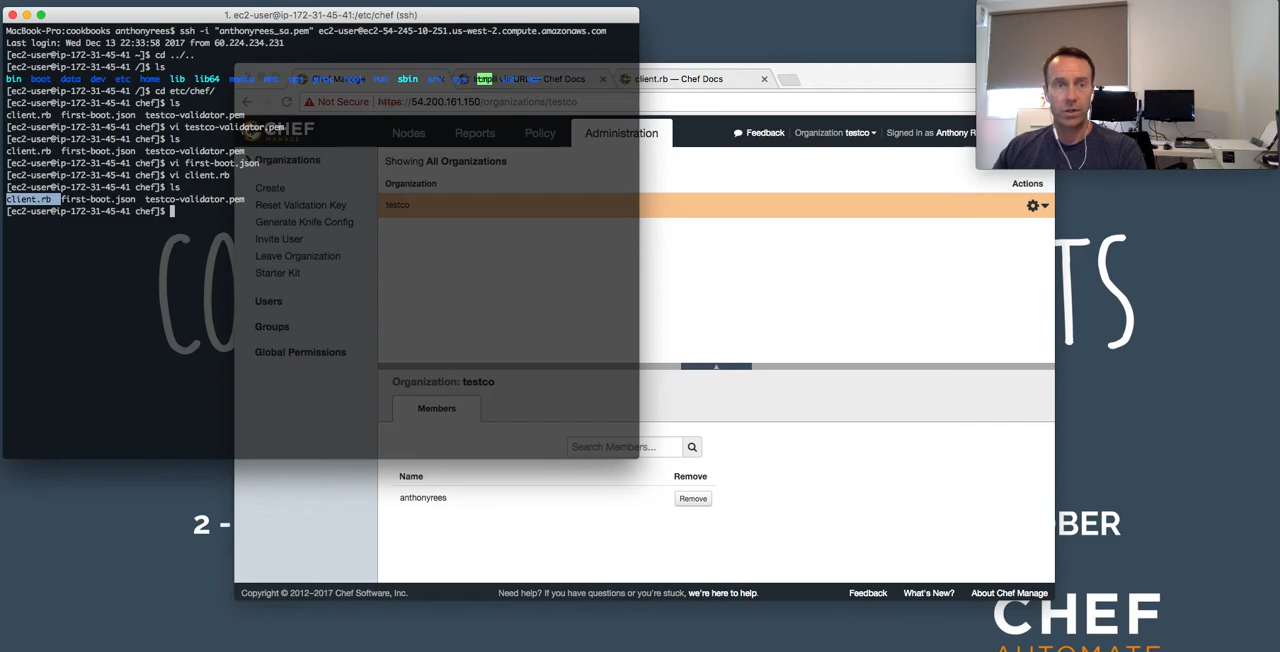 1. ec2-user@ip-172-31-45-41:/etc/chef (ssh)
MacBook-Pro:cookbooks anthonyrees$ ssh -i "anthonyrees_sa.pem" ec2-user@ec2-54-245-10-251.us-west-2.compute.amazonaws.com
Last login: Wed Dec 13 22:33:58 2017 from 60.224.234.231
[ec2-user@ip-172-31-45-41 ~]$ cd ../..
[ec2-user@ip-172-31-45-41 /]$ ls
bin boot data dev etc home lib lib64 sbin tmp
[ec2-user@ip-172-31-45-41 /]$ cd etc/chef/
[ec2-user@ip-172-31-45-41 chef]$ ls
client.rb first-boot.json testco-validator.pem
[ec2-user@ip-172-31-45-41 chef]$ vi testco-validator.pem
[ec2-user@ip-172-31-45-41 chef]$ ls
client.rb first-boot.json testco-validator.pem
[ec2-user@ip-172-31-45-41 chef]$ vi first-boot.json
[ec2-user@ip-172-31-45-41 chef]$ vi client.rb
[ec2-user@ip-172-31-45-41 chef]$ ls
client.rb first-boot.json testco-validator.pem
[ec2-user@ip-172-31-45-41 chef]$
URL — Chef Docs
client.rb — Chef Docs
Not Secure https://54.200.161.150/organizations/testco
CHEF
MANAGE
Nodes Reports Policy Administration Feedback Organization testco Signed in as Anthony R
Organizations
Create
Reset Validation Key
Generate Knife Config
Invite User
Leave Organization
Starter Kit
Users
Groups
Global Permissions
Showing All Organizations
Organization Actions
testco
Organization: testco
Members
Search Members...
Name Remove
anthonyrees Remove
Copyright © 2012–2017 Chef Software, Inc. Need help? If you have questions or you're stuck, we're here to help. Feedback What's New? About Chef Manage
CO
TS
2 -
OBER
CHEF
AUTOMATE